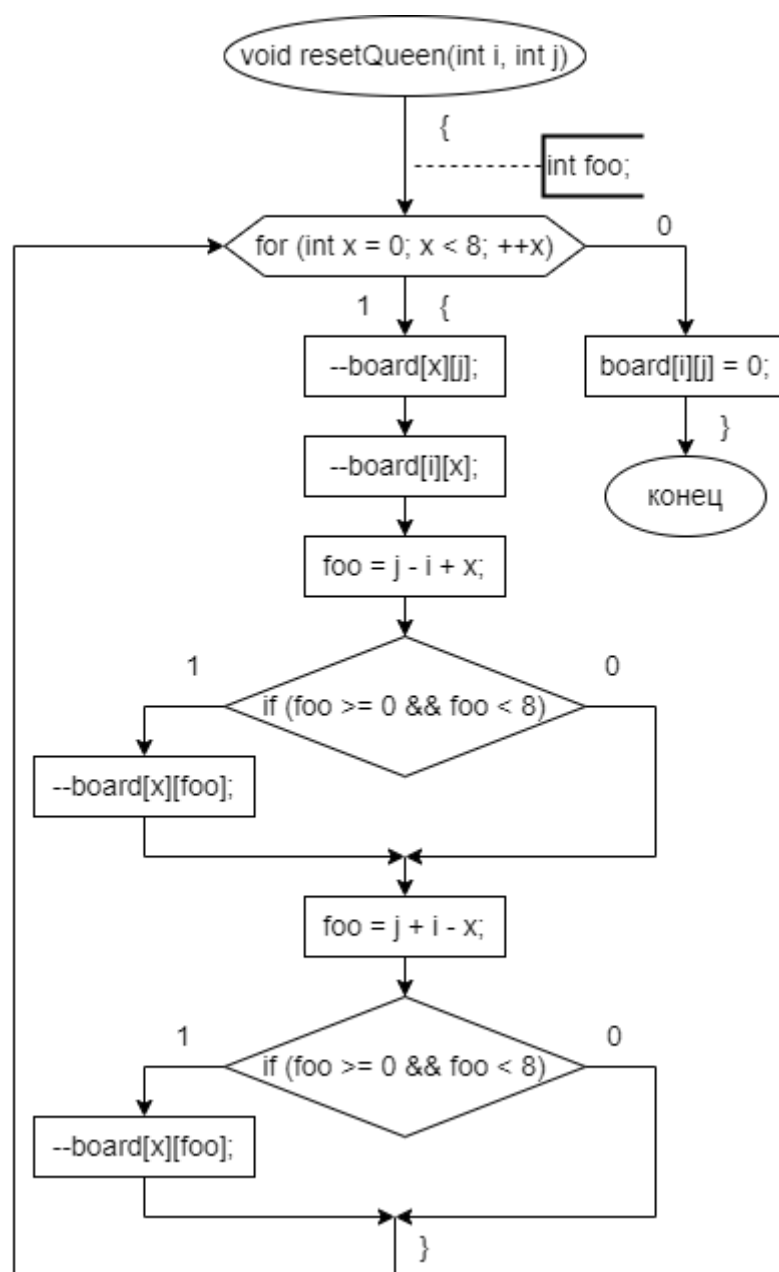 void resetQueen(int i, int j)
{
int foo;
for (int x = 0; x < 8; ++x)
0
1
{
--board[x][j];
board[i][j] = 0;
--board[i][x];
}
конец
foo = j - i + x;
1
0
if (foo >= 0 && foo < 8)
--board[x][foo];
foo = j + i - x;
1
0
if (foo >= 0 && foo < 8)
--board[x][foo];
}